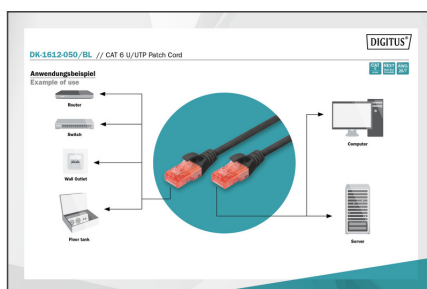 DIGITUS®
DK-1612-050/BL // CAT 6 U/UTP Patch Cord
Anwendungsbeispiel
Example of use
Router
Switch
Wall Outlet
Floor tank
Computer
Server